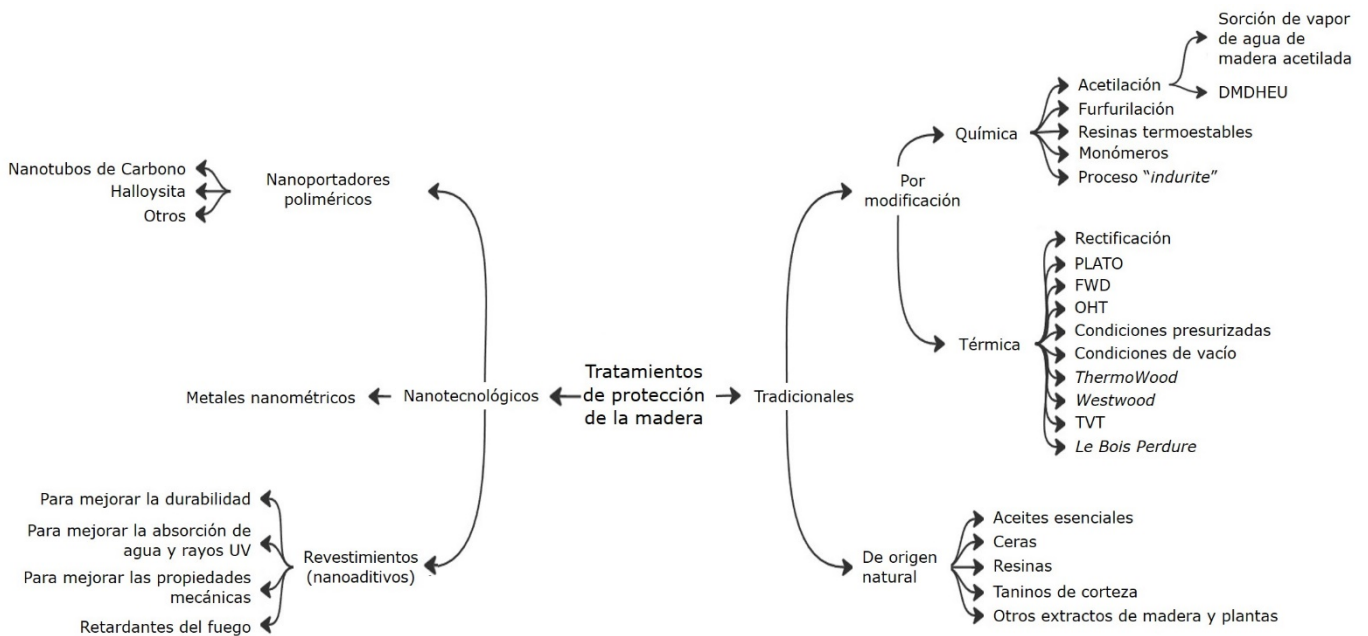 Tratamientos
de protección
de la madera
Tradicionales
Por
modificación
Química
Acetilación
Sorción de vapor
de agua de
madera acetilada
DMDHEU
Furfurilación
Resinas termoestables
Monómeros
Proceso “indurite”
Térmica
Rectificación
PLATO
FWD
OHT
Condiciones presurizadas
Condiciones de vacío
ThermoWood
Westwood
TVT
Le Bois Perdure
De origen
natural
Aceites esenciales
Ceras
Resinas
Taninos de corteza
Otros extractos de madera y plantas
Nanotecnológicos
Nanoportadores
poliméricos
Nanotubos de Carbono
Halloysita
Otros
Metales nanométricos
Revestimientos
(nanoaditivos)
Para mejorar la durabilidad
Para mejorar la absorción de
agua y rayos UV
Para mejorar las propiedades
mecánicas
Retardantes del fuego